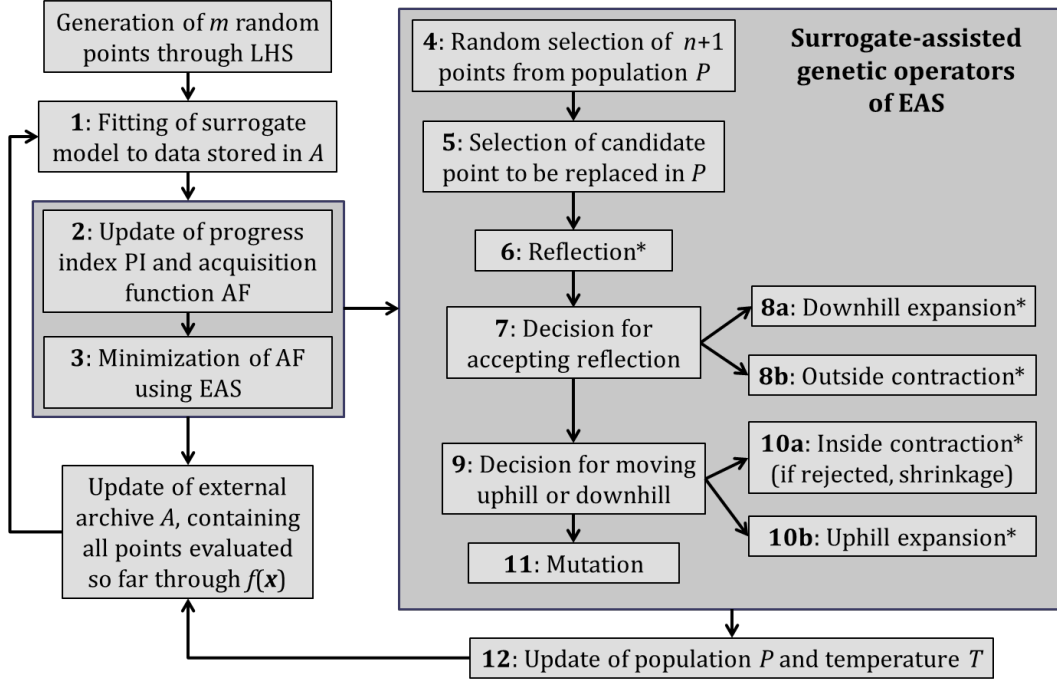 Generation of m random
points through LHS
1: Fitting of surrogate
model to data stored in A
2: Update of progress
index PI and acquisition
function AF
3: Minimization of AF
using EAS
Update of external
archive A, containing
all points evaluated
so far through f(x)
Surrogate-assisted
genetic operators
of EAS
4: Random selection of n+1
points from population P
5: Selection of candidate
point to be replaced in P
6: Reflection*
7: Decision for
accepting reflection
8a: Downhill expansion*
8b: Outside contraction*
9: Decision for moving
uphill or downhill
10a: Inside contraction*
(if rejected, shrinkage)
10b: Uphill expansion*
11: Mutation
12: Update of population P and temperature T